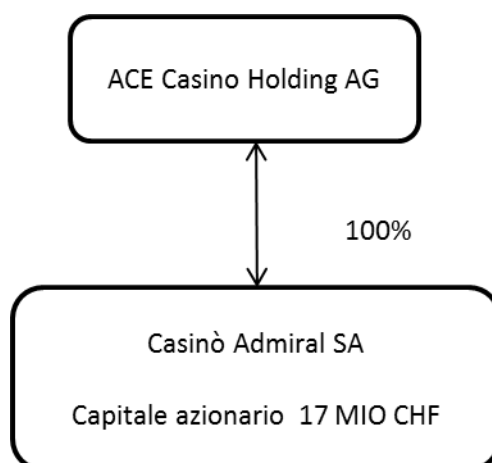 ACE Casino Holding AG
100%
Casinò Admiral SA
Capitale azionario 17 MIO CHF